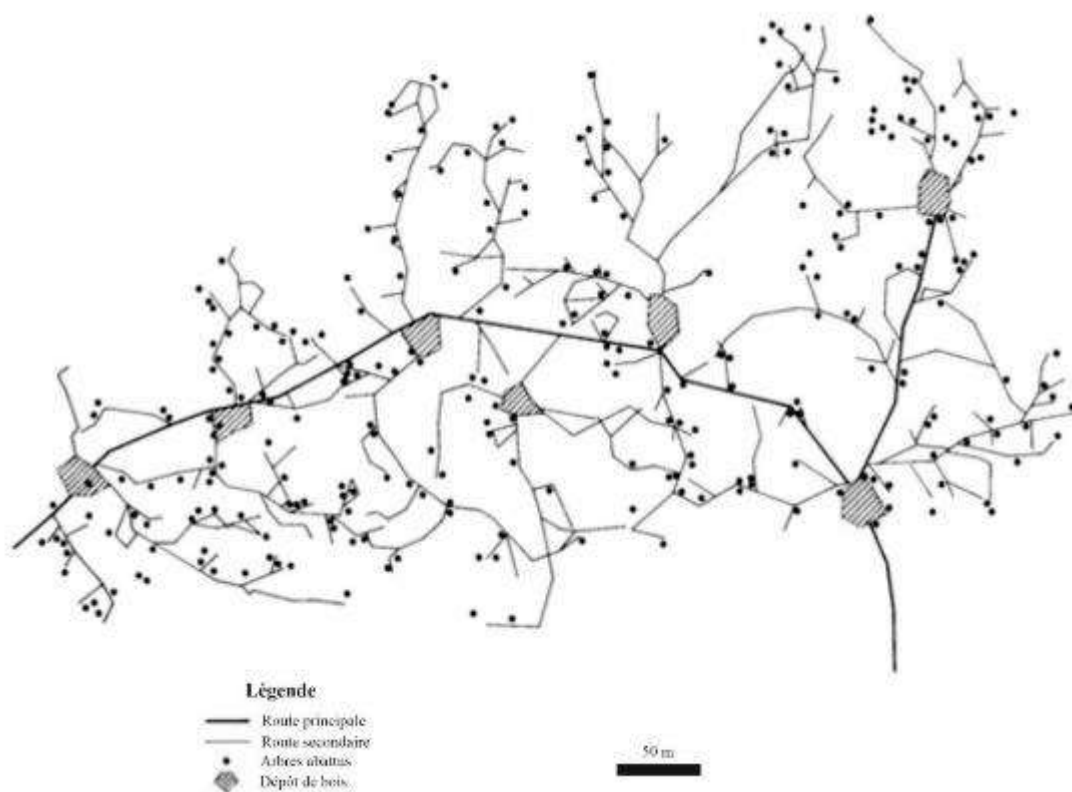 Légende
Route principale
Route secondaire
Arbres abattus
Dépôt de bois
50 m